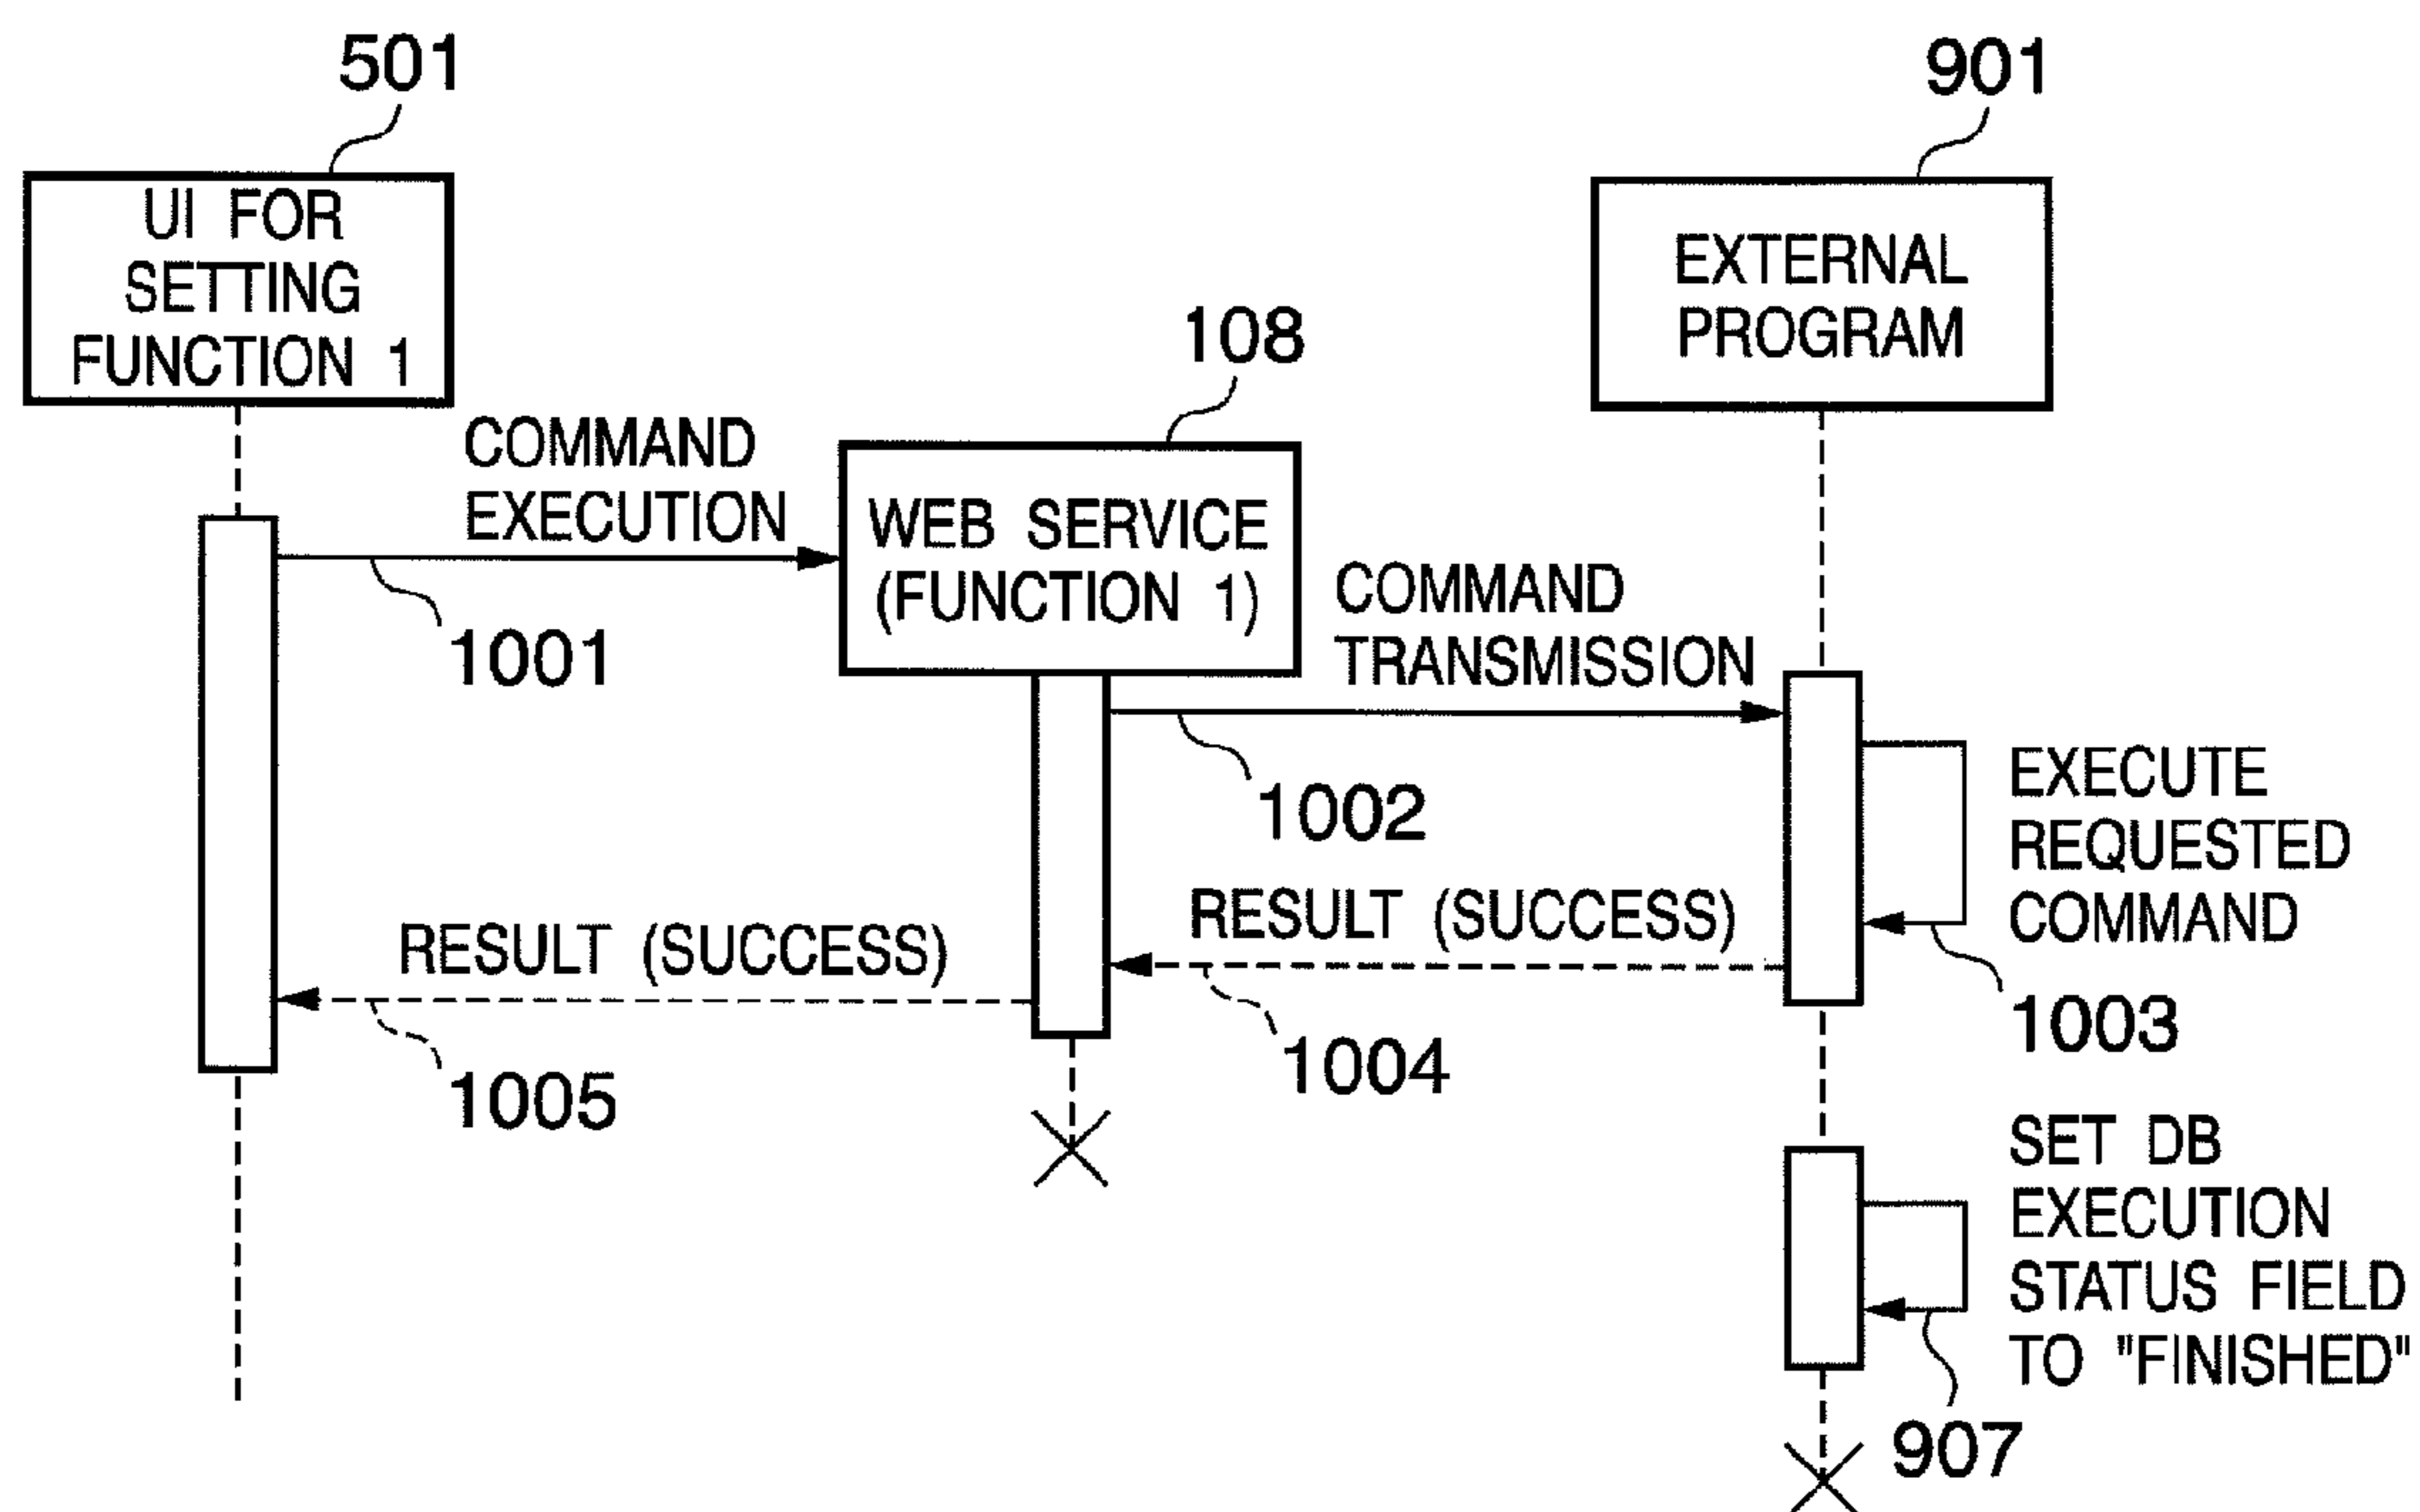 501
901
UI FOR
SETTING
FUNCTION 1
EXTERNAL
PROGRAM
108
COMMAND
EXECUTION
WEB SERVICE
(FUNCTION 1)
1001
COMMAND
TRANSMISSION
1002
EXECUTE
REQUESTED
COMMAND
1003
RESULT (SUCCESS)
1004
RESULT (SUCCESS)
1005
SET DB
EXECUTION
STATUS FIELD
TO "FINISHED"
907